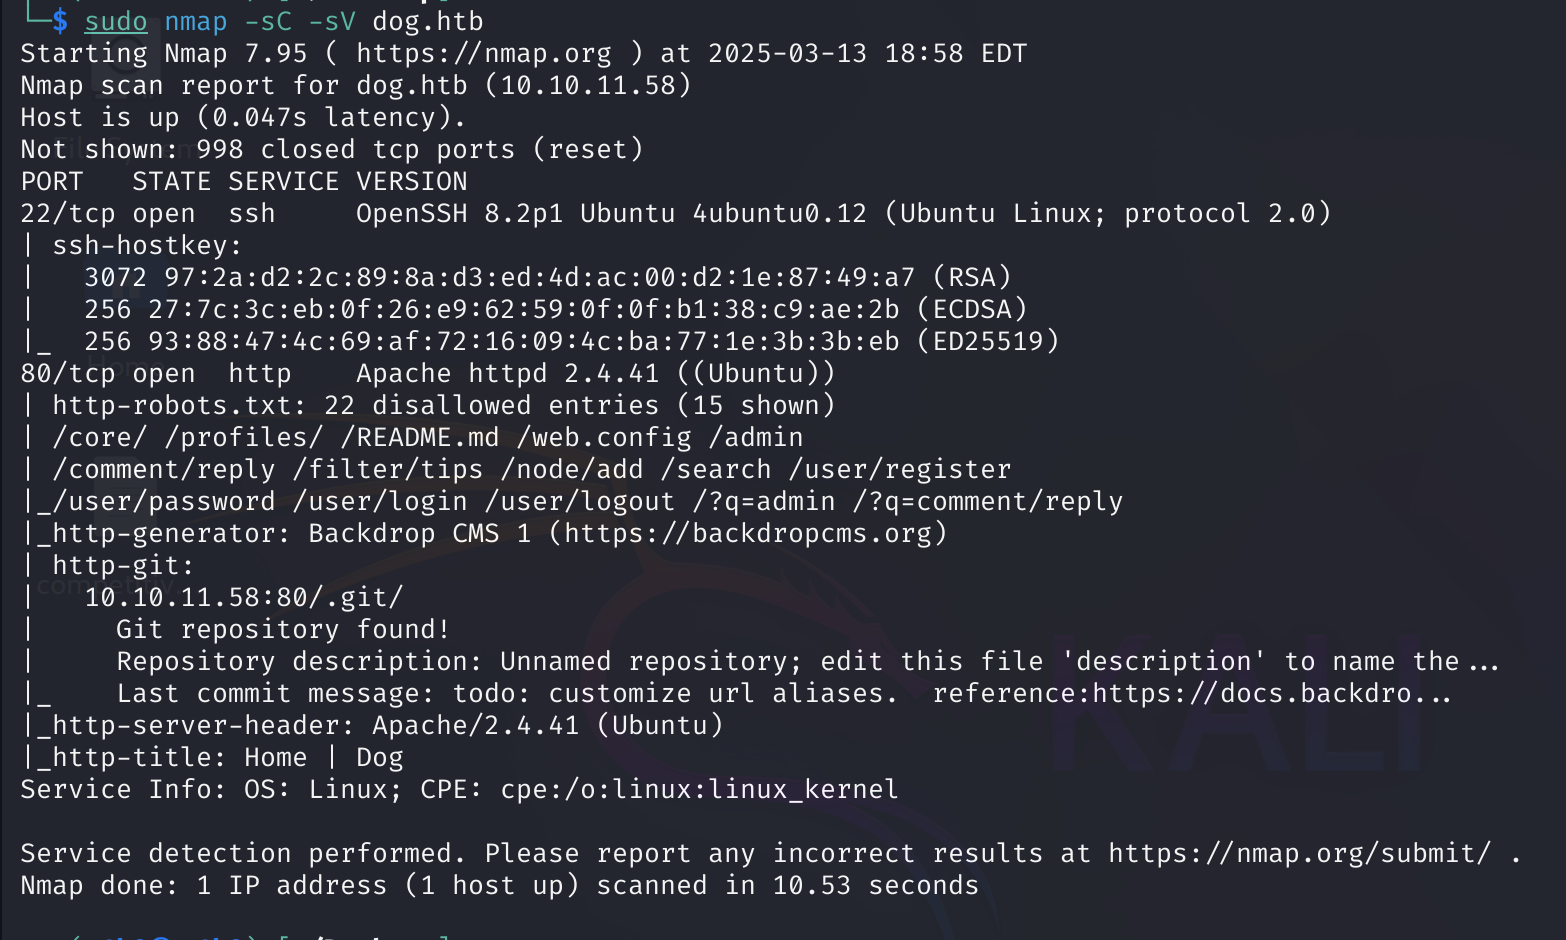 └─$ sudo nmap -sC -sV dog.htb
Starting Nmap 7.95 ( https://nmap.org ) at 2025-03-13 18:58 EDT
Nmap scan report for dog.htb (10.10.11.58)
Host is up (0.047s latency).
Not shown: 998 closed tcp ports (reset)
PORT   STATE SERVICE VERSION
22/tcp open  ssh     OpenSSH 8.2p1 Ubuntu 4ubuntu0.12 (Ubuntu Linux; protocol 2.0)
| ssh-hostkey:
|   3072 97:2a:d2:2c:89:8a:d3:ed:4d:ac:00:d2:1e:87:49:a7 (RSA)
|   256 27:7c:3c:eb:0f:26:e9:62:59:0f:0f:b1:38:c9:ae:2b (ECDSA)
|_  256 93:88:47:4c:69:af:72:16:09:4c:ba:77:1e:3b:3b:eb (ED25519)
80/tcp open  http    Apache httpd 2.4.41 ((Ubuntu))
| http-robots.txt: 22 disallowed entries (15 shown)
| /core/ /profiles/ /README.md /web.config /admin
| /comment/reply /filter/tips /node/add /search /user/register
|_/user/password /user/login /user/logout /?q=admin /?q=comment/reply
|_http-generator: Backdrop CMS 1 (https://backdropcms.org)
| http-git:
|   10.10.11.58:80/.git/
|     Git repository found!
|     Repository description: Unnamed repository; edit this file 'description' to name the...
|_    Last commit message: todo: customize url aliases.  reference:https://docs.backdro...
|_http-server-header: Apache/2.4.41 (Ubuntu)
|_http-title: Home | Dog
Service Info: OS: Linux; CPE: cpe:/o:linux:linux_kernel
Service detection performed. Please report any incorrect results at https://nmap.org/submit/ .
Nmap done: 1 IP address (1 host up) scanned in 10.53 seconds
KALI